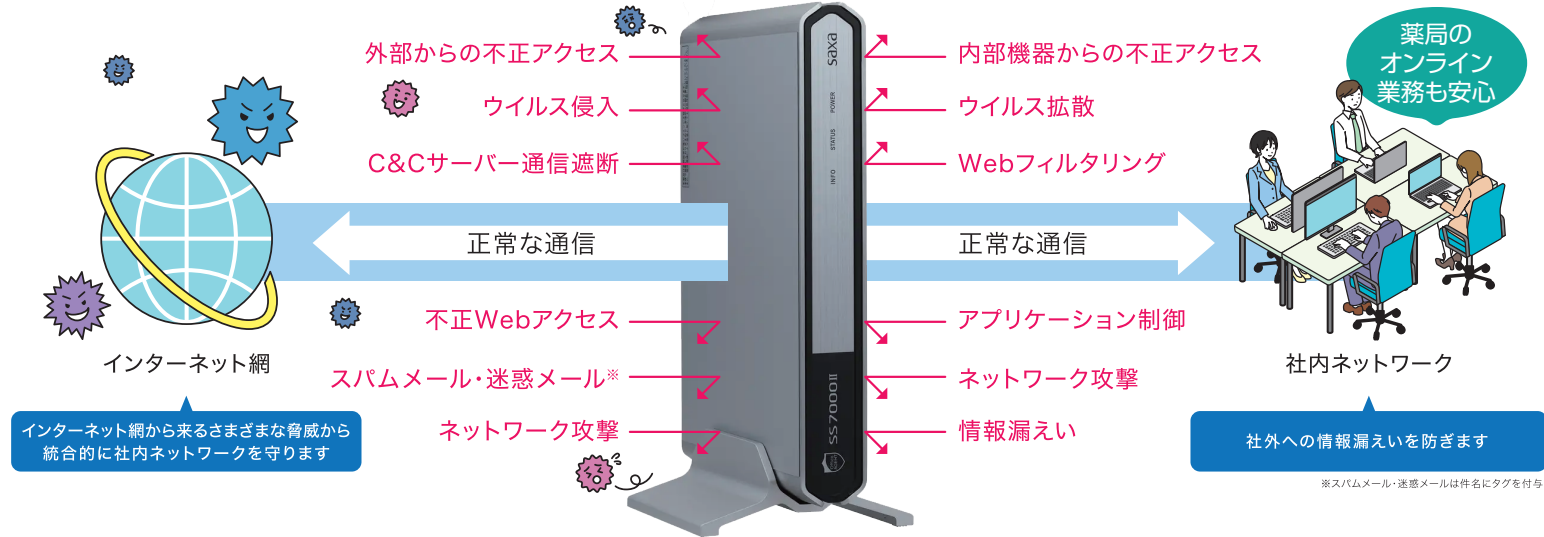 薬局の
オンライン
業務も安心
外部からの不正アクセス
ウイルス侵入
C&Cサーバー通信遮断
正常な通信
不正Webアクセス
スパムメール・迷惑メール※
ネットワーク攻撃
saxa
POWER
STATUS
INFO
SS7000II
内部機器からの不正アクセス
ウイルス拡散
Webフィルタリング
正常な通信
アプリケーション制御
ネットワーク攻撃
情報漏えい
インターネット網
インターネット網から来るさまざまな脅威から
統合的に社内ネットワークを守ります
社内ネットワーク
社外への情報漏えいを防ぎます
※スパムメール・迷惑メールは件名にタグを付与